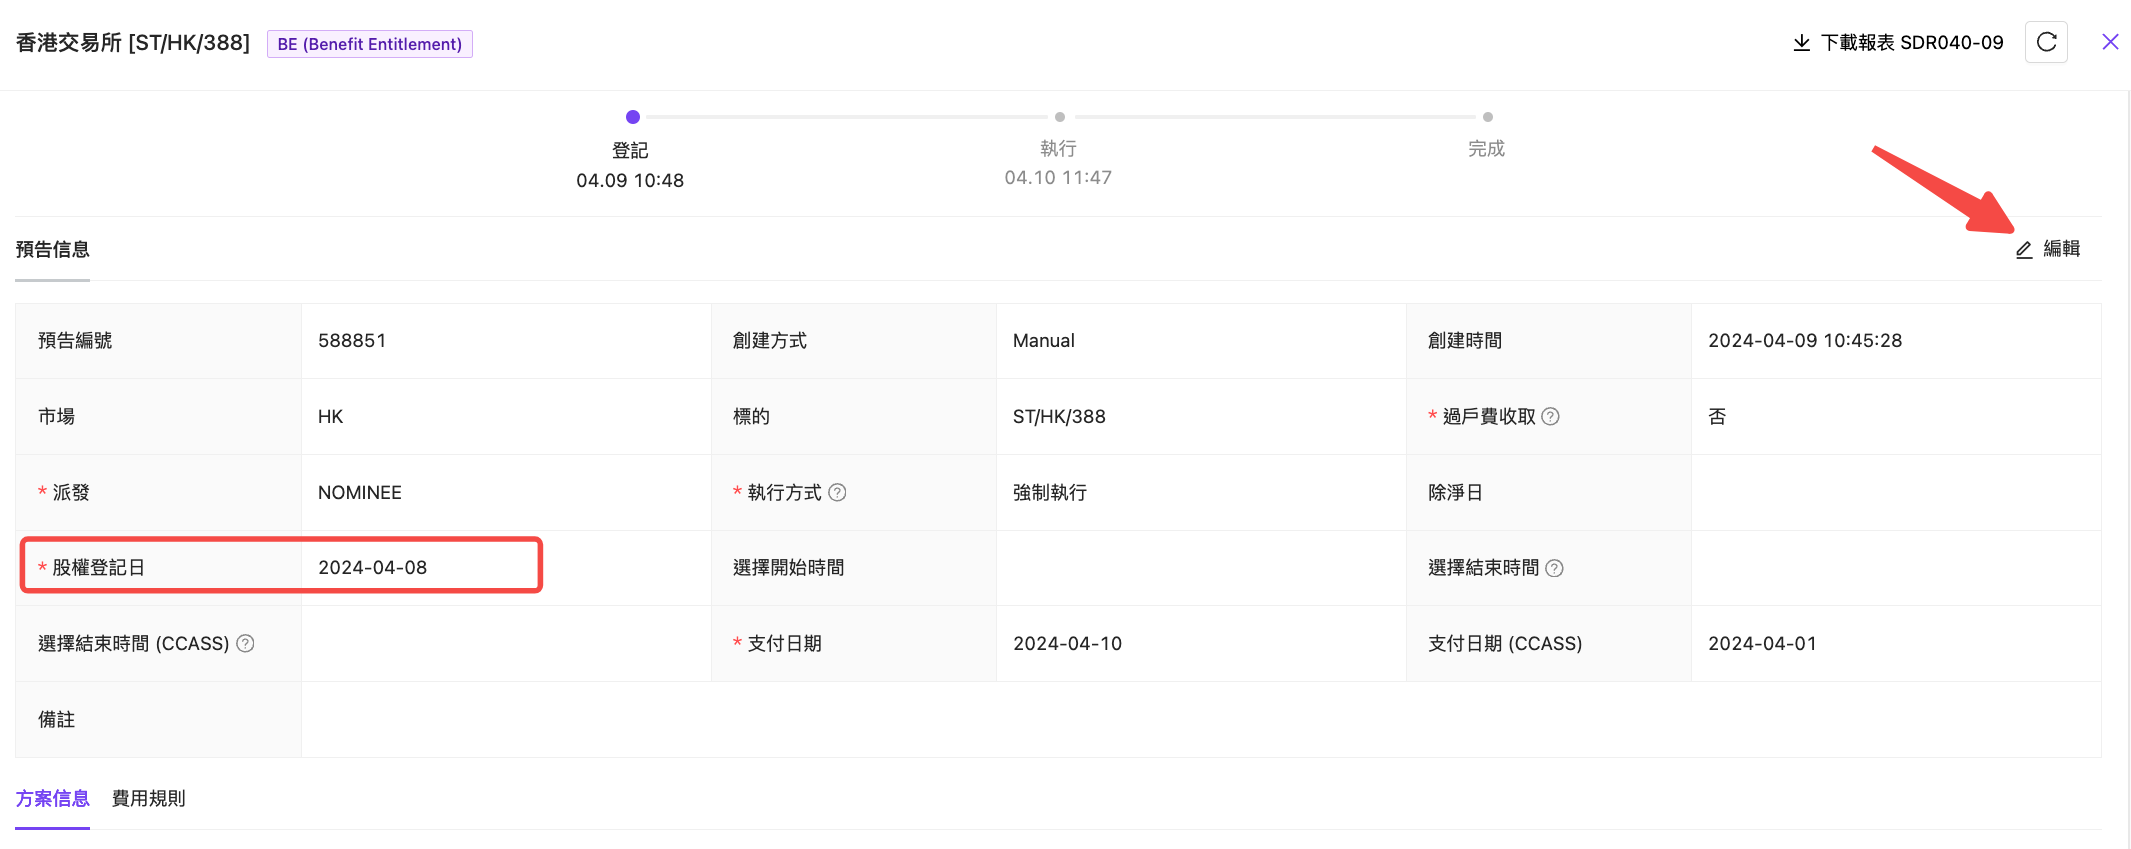 香港交易所 [ST/HK/388] BE (Benefit Entitlement) 下載報表 SDR040-09
登記 執行 完成
04.09 10:48 04.10 11:47
預告信息 編輯
預告編號 588851 創建方式 Manual 創建時間 2024-04-09 10:45:28
市場 HK 標的 ST/HK/388 * 過戶費收取 否
* 派發 NOMINEE * 執行方式 強制執行 除淨日
* 股權登記日 2024-04-08 選擇開始時間 選擇結束時間
選擇結束時間 (CCASS) * 支付日期 2024-04-10 支付日期 (CCASS) 2024-04-01
備註
方案信息 費用規則